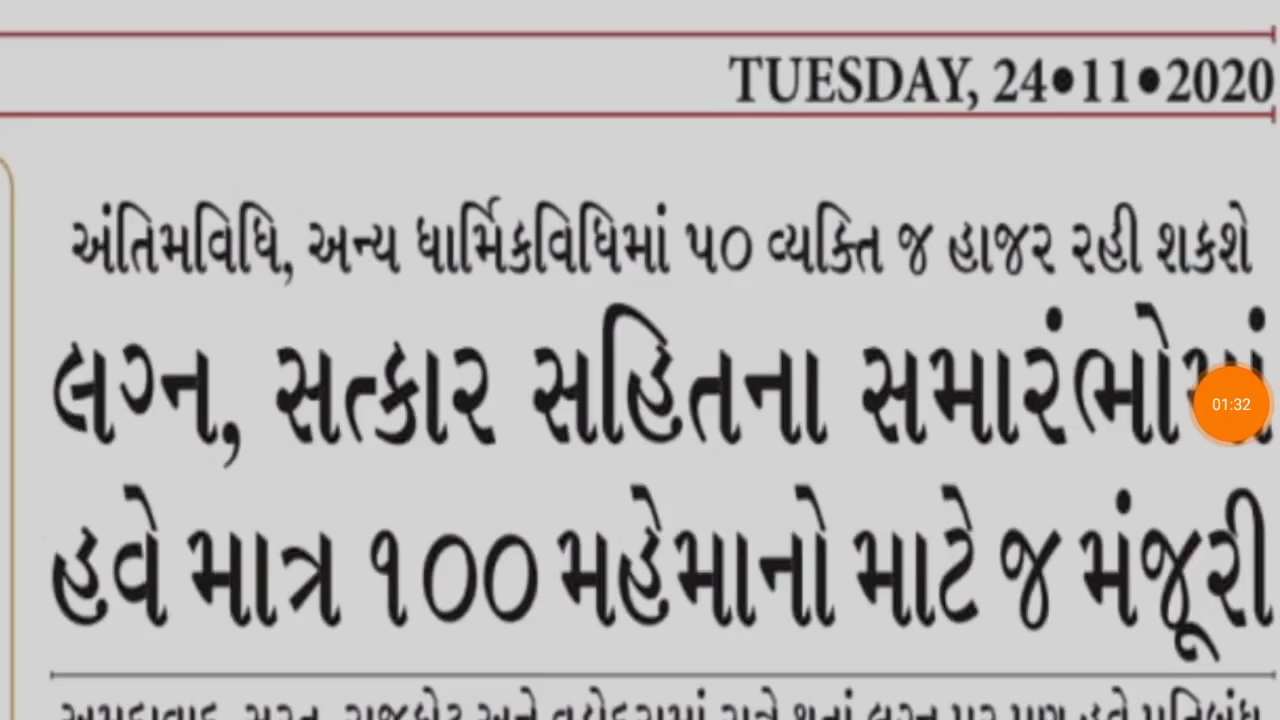 TUESDAY, 24•11•2020
અંતિમવિધિ, અન્ય ધાર્મિકવિધિમાં ૫૦ વ્યક્તિ જ હાજર રહી શકશે
લગ્ન, સત્કાર સહિતના સમારંભોમાં
01:32
હવે માત્ર ૧૦૦ મહેમાનો માટે જ મંજૂરી